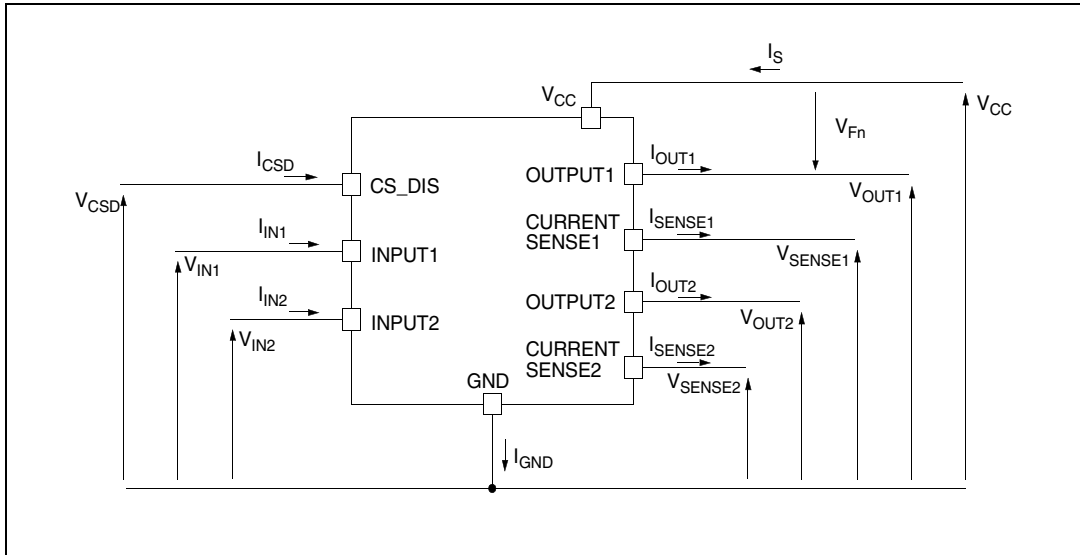 I_S
V_CC
V_CC
V_Fn
I_CSD
CS_DIS
V_CSD
I_IN1
INPUT1
V_IN1
I_IN2
INPUT2
V_IN2
OUTPUT1
I_OUT1
V_OUT1
CURRENT
SENSE1
I_SENSE1
V_SENSE1
OUTPUT2
I_OUT2
V_OUT2
CURRENT
SENSE2
I_SENSE2
V_SENSE2
GND
I_GND